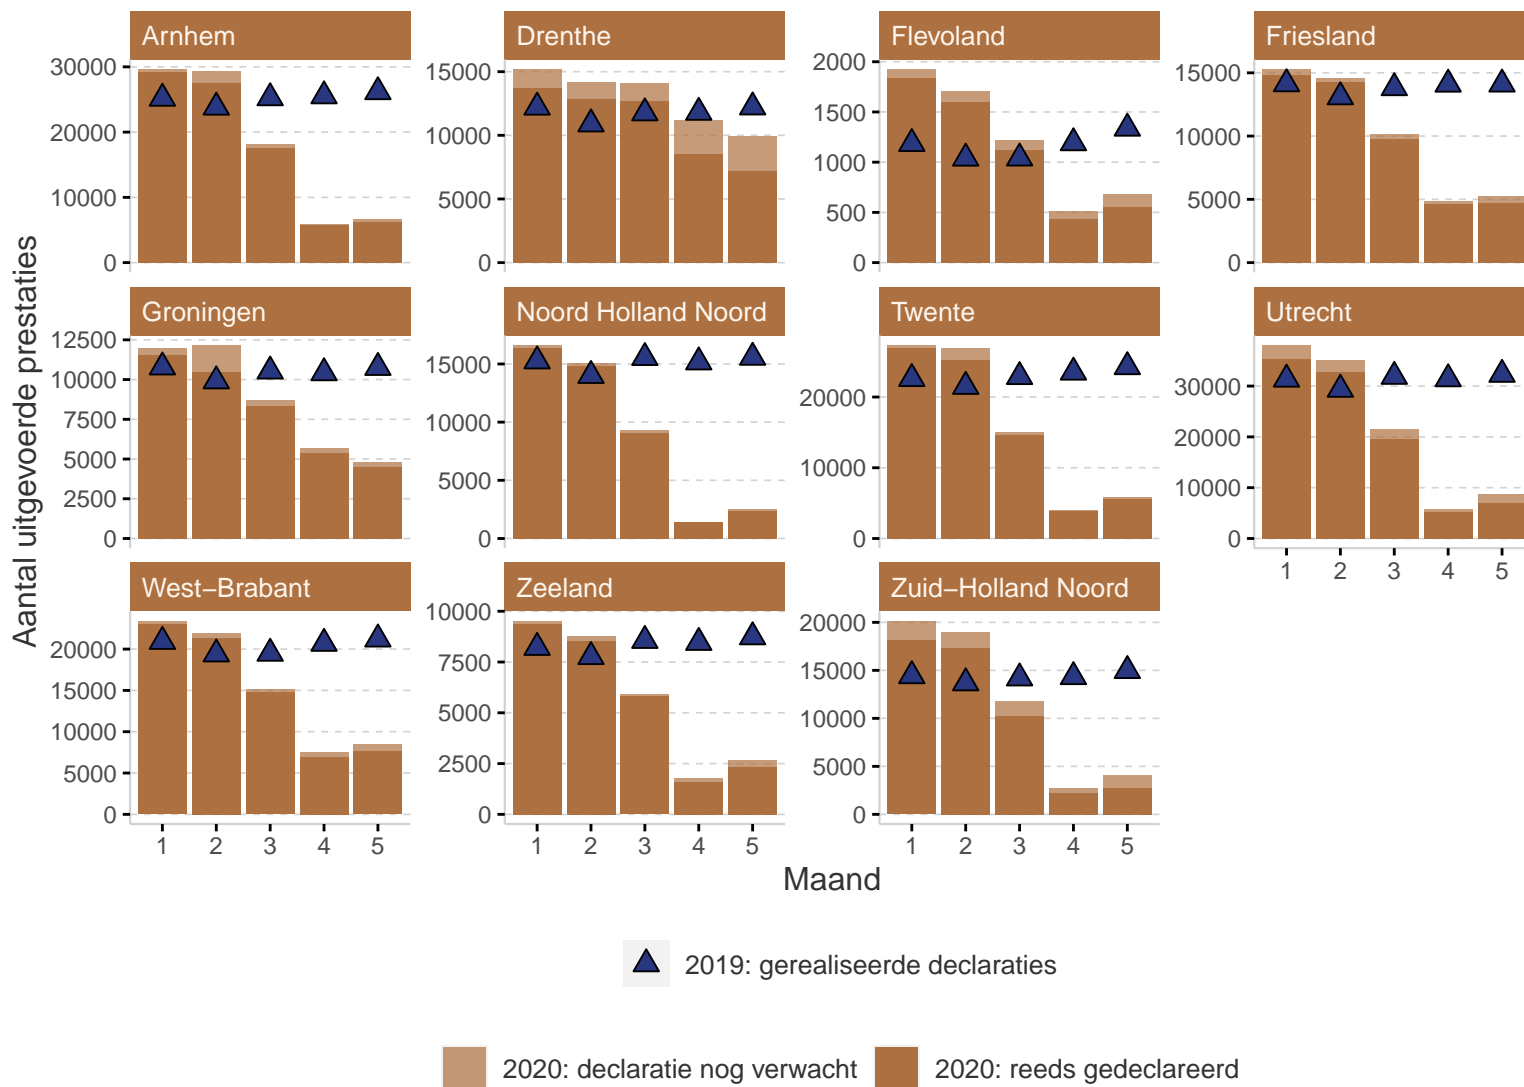 Arnhem
Drenthe
Flevoland
Friesland
30000
20000
10000
0
15000
10000
5000
0
2000
1500
1000
500
0
15000
10000
5000
0
Groningen
Noord Holland Noord
Twente
Utrecht
12500
10000
7500
5000
2500
0
15000
10000
5000
0
20000
10000
0
30000
20000
10000
0
1 2 3 4 5
West–Brabant
Zeeland
Zuid–Holland Noord
20000
15000
10000
5000
0
10000
7500
5000
2500
0
20000
15000
10000
5000
0
1 2 3 4 5
1 2 3 4 5
1 2 3 4 5
Aantal uitgevoerde prestaties
Maand
2019: gerealiseerde declaraties
2020: declaratie nog verwacht
2020: reeds gedeclareerd